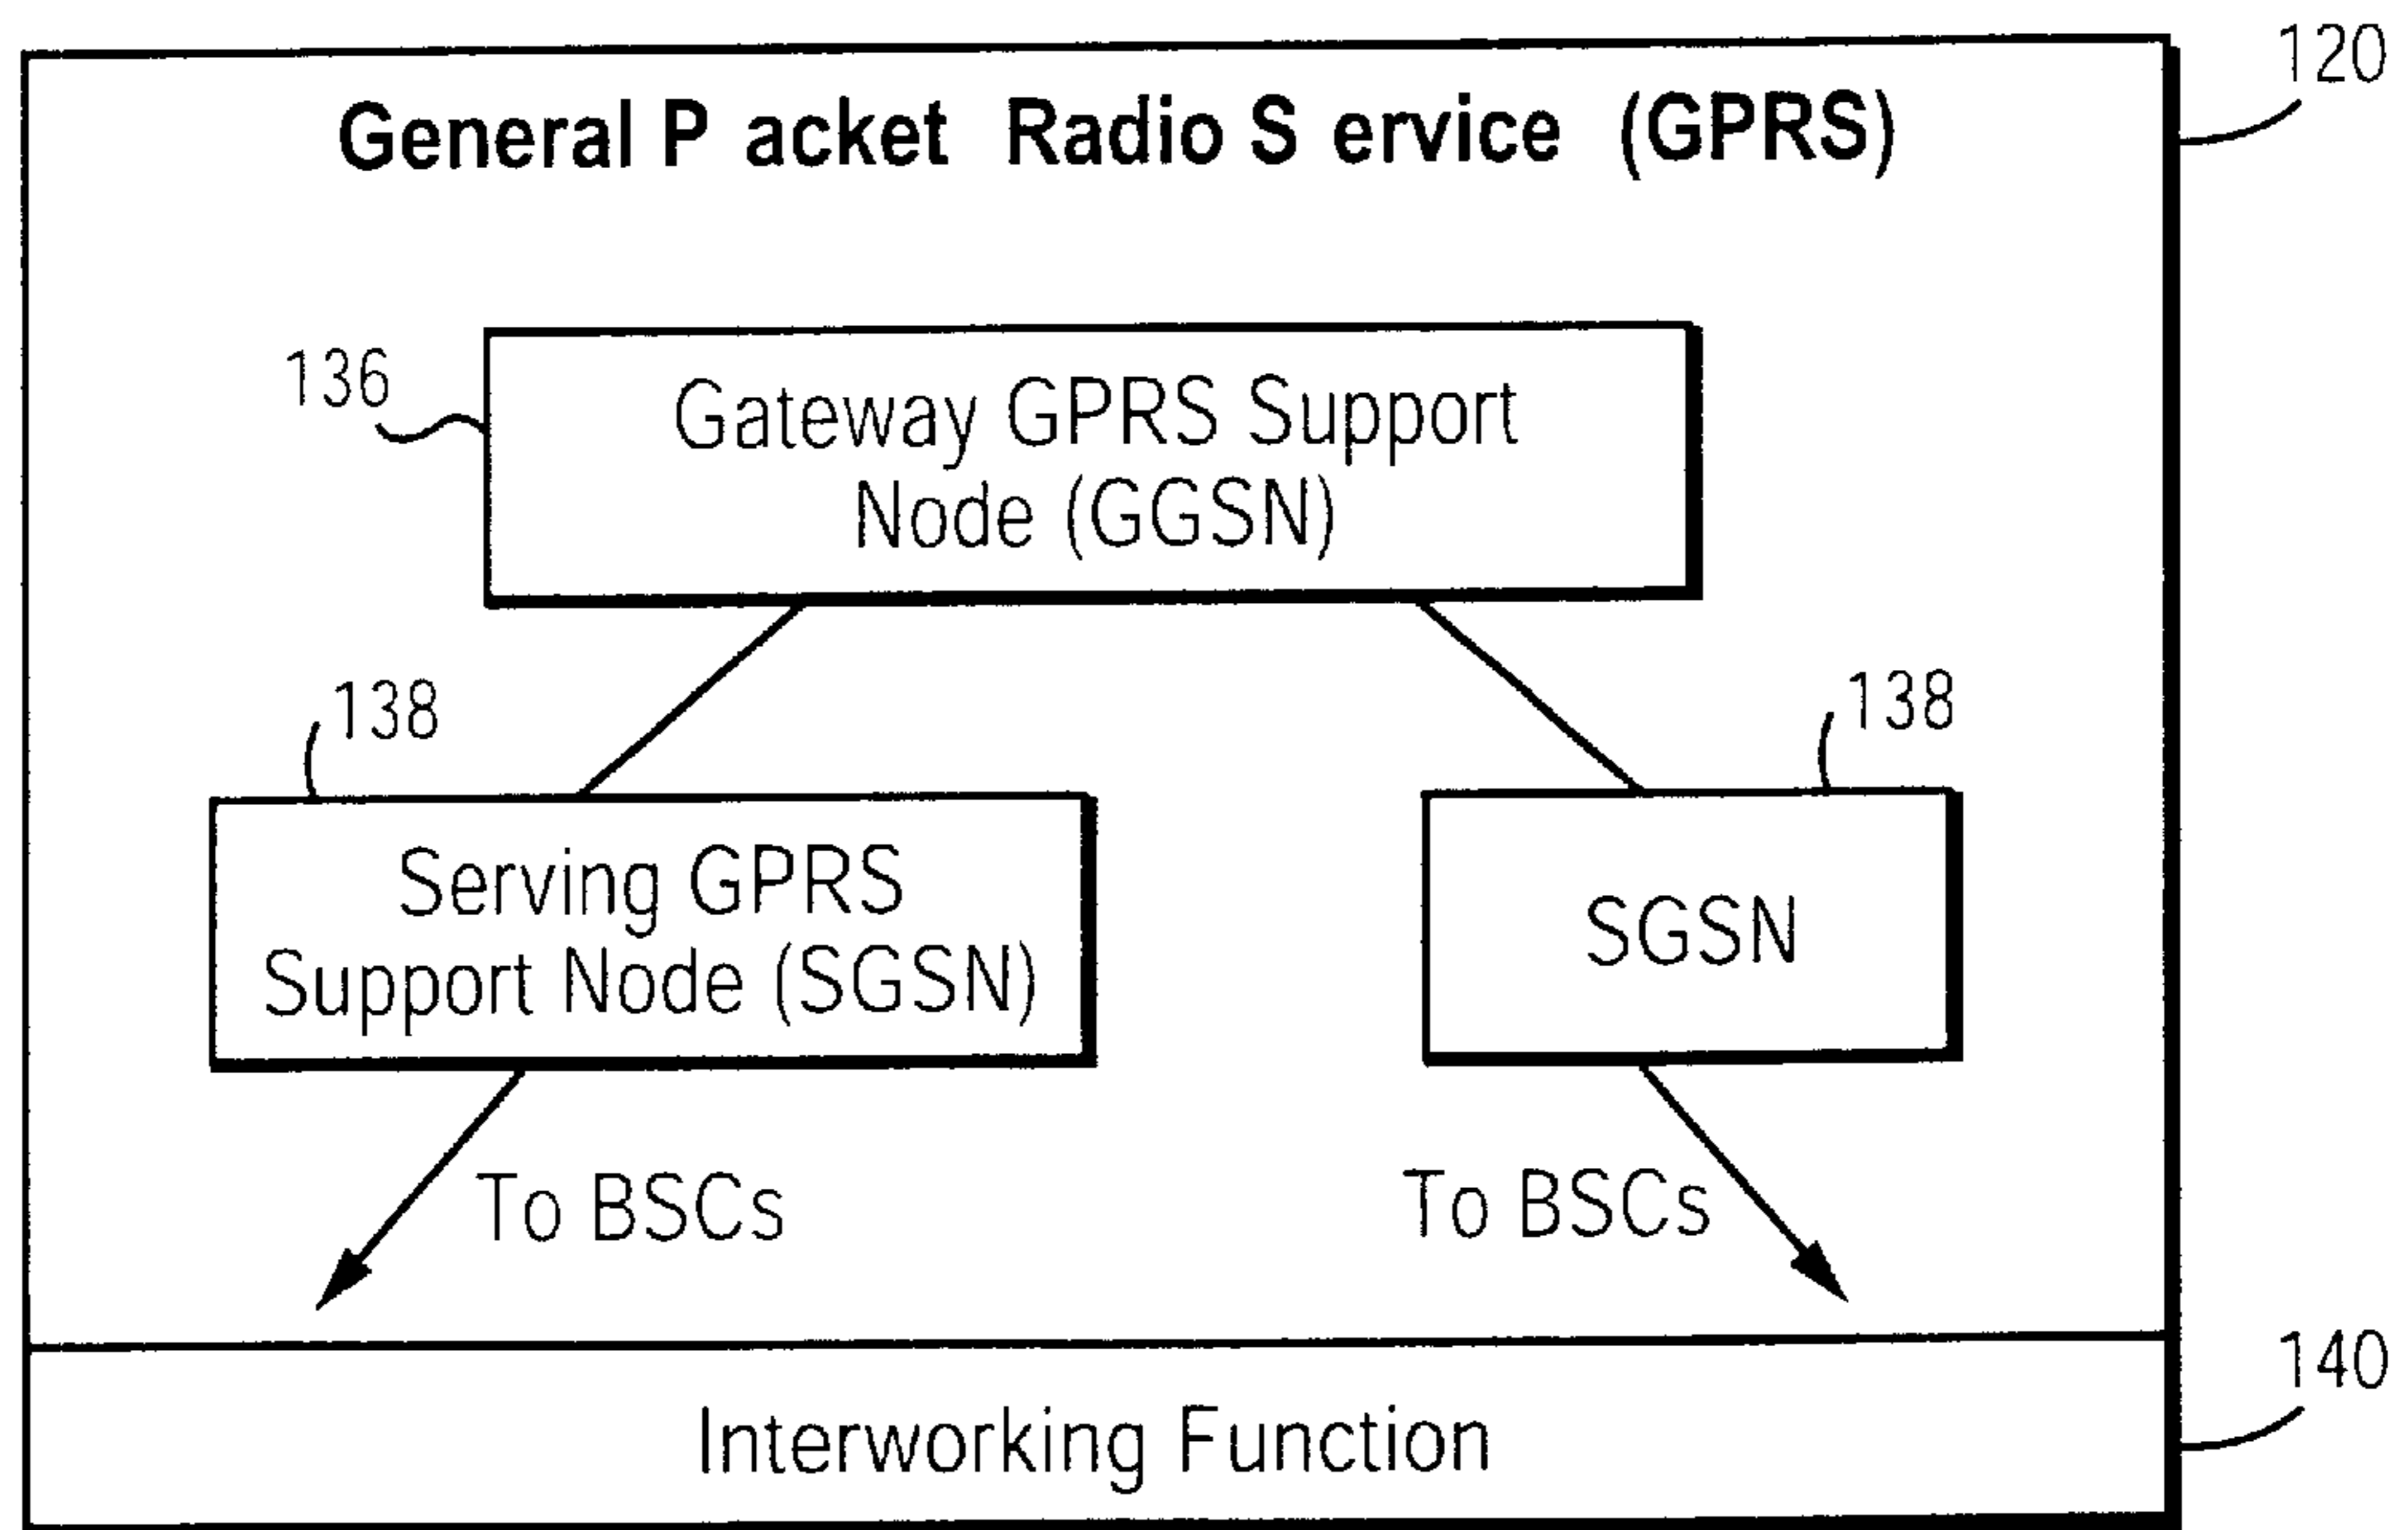 120
General P acket Radio S ervice (GPRS)
136
Gateway GPRS Support
Node (GGSN)
138
138
Serving GPRS
Support Node (SGSN)
SGSN
To BSCs
To BSCs
140
Interworking Function